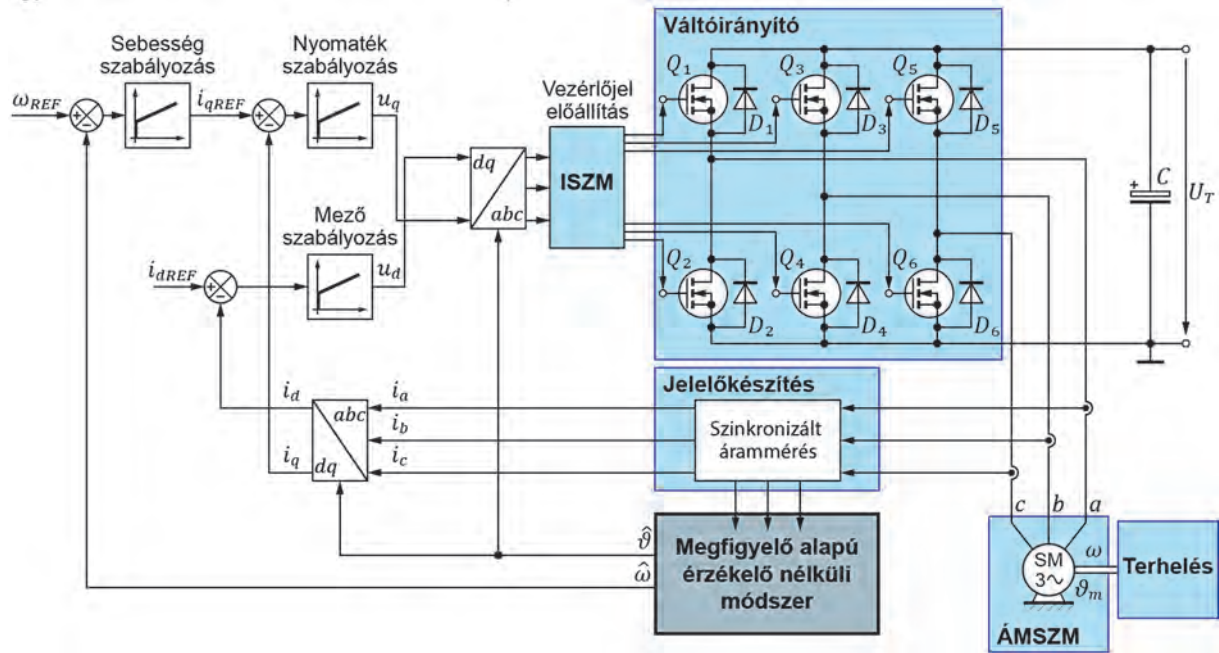 Váltóirányító
Sebesség
szabályozás
Nyomaték
szabályozás
ω_REF
i_qREF
u_q
Vezérlőjel
előállítás
ISZM
dq
abc
Q_1
Q_3
Q_5
D_1
D_3
D_5
Q_2
Q_4
Q_6
D_2
D_4
D_6
+
C
U_T
Mező
szabályozás
i_dREF
u_d
Jelelőkészítés
Szinkronizált
árammérés
i_d
i_q
abc
dq
i_a
i_b
i_c
c
b
a
ϑ̂
ω̂
Megfigyelő alapú
érzékelő nélküli
módszer
SM
3~
ω
ϑ_m
ÁMSZM
Terhelés